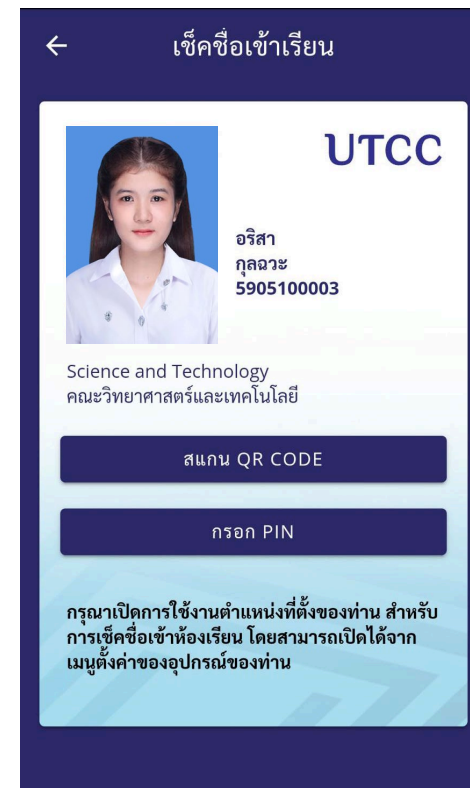 เช็คชื่อเข้าเรียน
UTCC
อริสา
กุลฉวะ
5905100003
Science and Technology
คณะวิทยาศาสตร์และเทคโนโลยี
สแกน QR CODE
กรอก PIN
กรุณาเปิดการใช้งานตำแหน่งที่ตั้งของท่าน สำหรับ
การเช็คชื่อเข้าห้องเรียน โดยสามารถเปิดได้จาก
เมนูตั้งค่าของอุปกรณ์ของท่าน